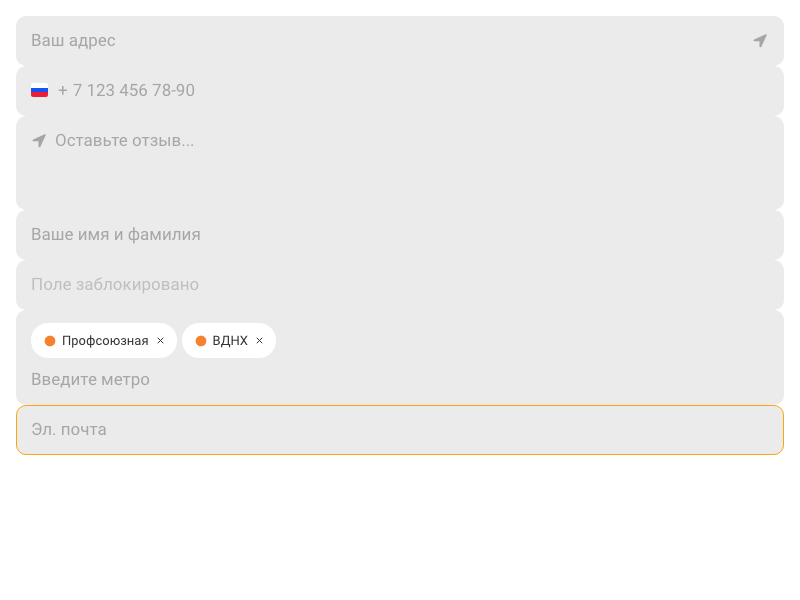 Ваш адрес
+ 7 123 456 78-90
Оставьте отзыв...
Ваше имя и фамилия
Поле заблокировано
Профсоюзная × ВДНХ ×
Введите метро
Эл. почта